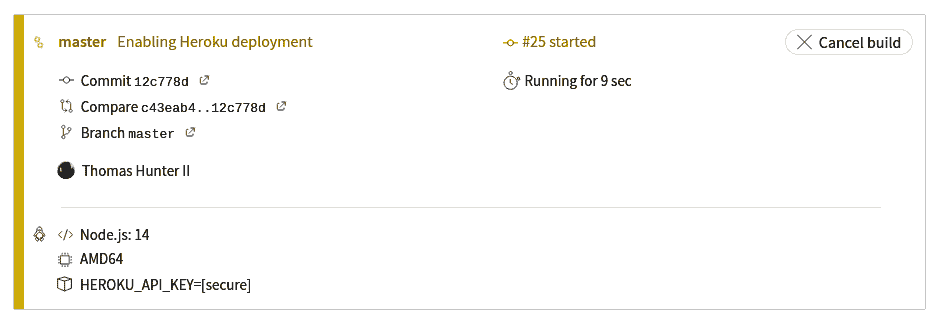 master Enabling Heroku deployment
#25 started
Cancel build
Commit 12c778d
Running for 9 sec
Compare c43eab4..12c778d
Branch master
Thomas Hunter II
</> Node.js: 14
AMD64
HEROKU_API_KEY=[secure]